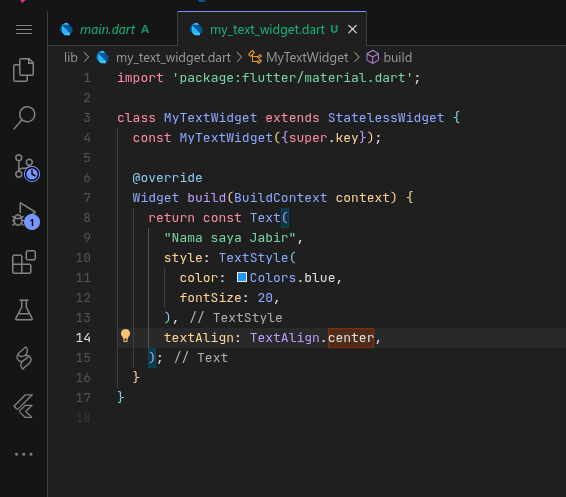 main.dart A
my_text_widget.dart U
lib > my_text_widget.dart > MyTextWidget > build
1 import 'package:flutter/material.dart';
2
3 class MyTextWidget extends StatelessWidget {
4 const MyTextWidget({super.key});
5
6 @override
7 Widget build(BuildContext context) {
8 return const Text(
9 "Nama saya Jabir",
10 style: TextStyle(
11 color: Colors.blue,
12 fontSize: 20,
13 ), // TextStyle
14 textAlign: TextAlign.center,
15 ); // Text
16 }
17 }
18
1